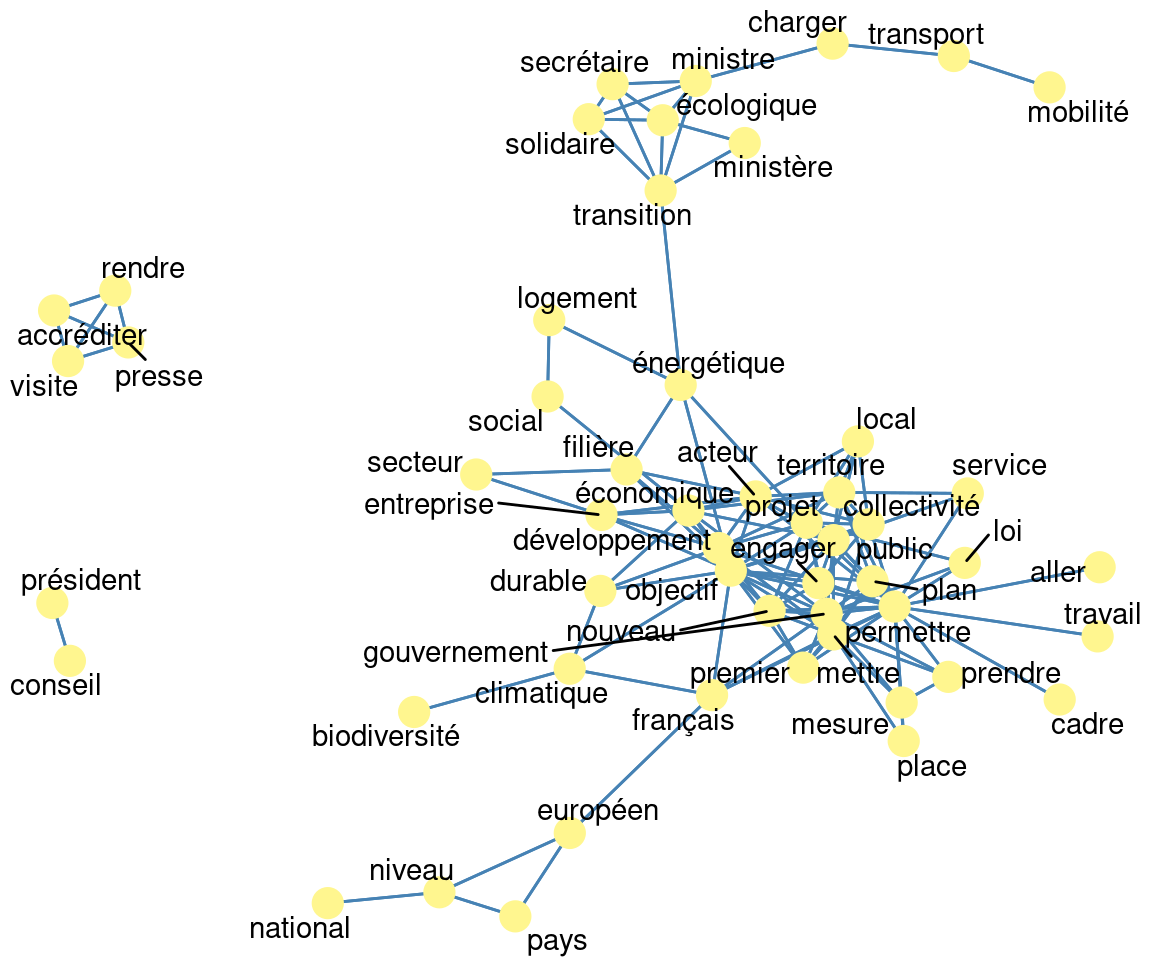 charger
transport
secrétaire
ministre
mobilité
écologique
solidaire
ministère
transition
rendre
logement
accréditer
énergétique
visite
presse
social
local
filière
acteur
secteur
territoire
service
entreprise
économique
projet
collectivité
développement
engager
public
loi
président
durable
objectif
plan
aller
nouveau
permettre
travail
gouvernement
conseil
climatique
premier
mettre
prendre
français
mesure
cadre
biodiversité
place
européen
niveau
national
pays